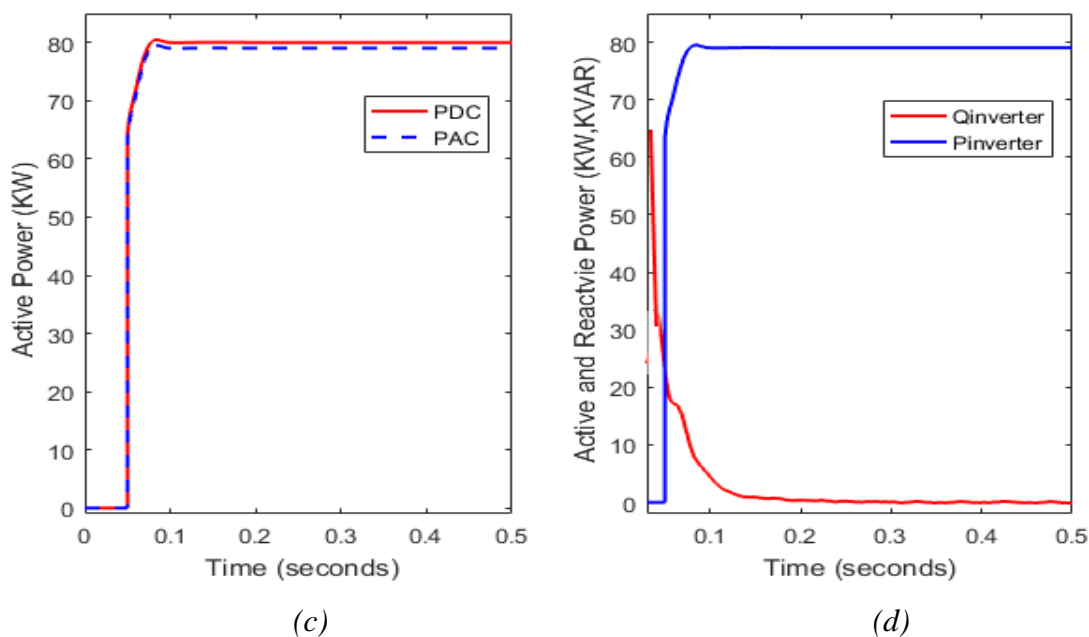 80
70
60
50
40
30
20
10
0
Active Power (KW)
PDC
PAC
0
0.1
0.2
0.3
0.4
0.5
Time (seconds)
(c)
80
70
60
50
40
30
20
10
0
Active and Reactvie Power (KW,KVAR)
Qinverter
Pinverter
0.1
0.2
0.3
0.4
0.5
Time (seconds)
(d)